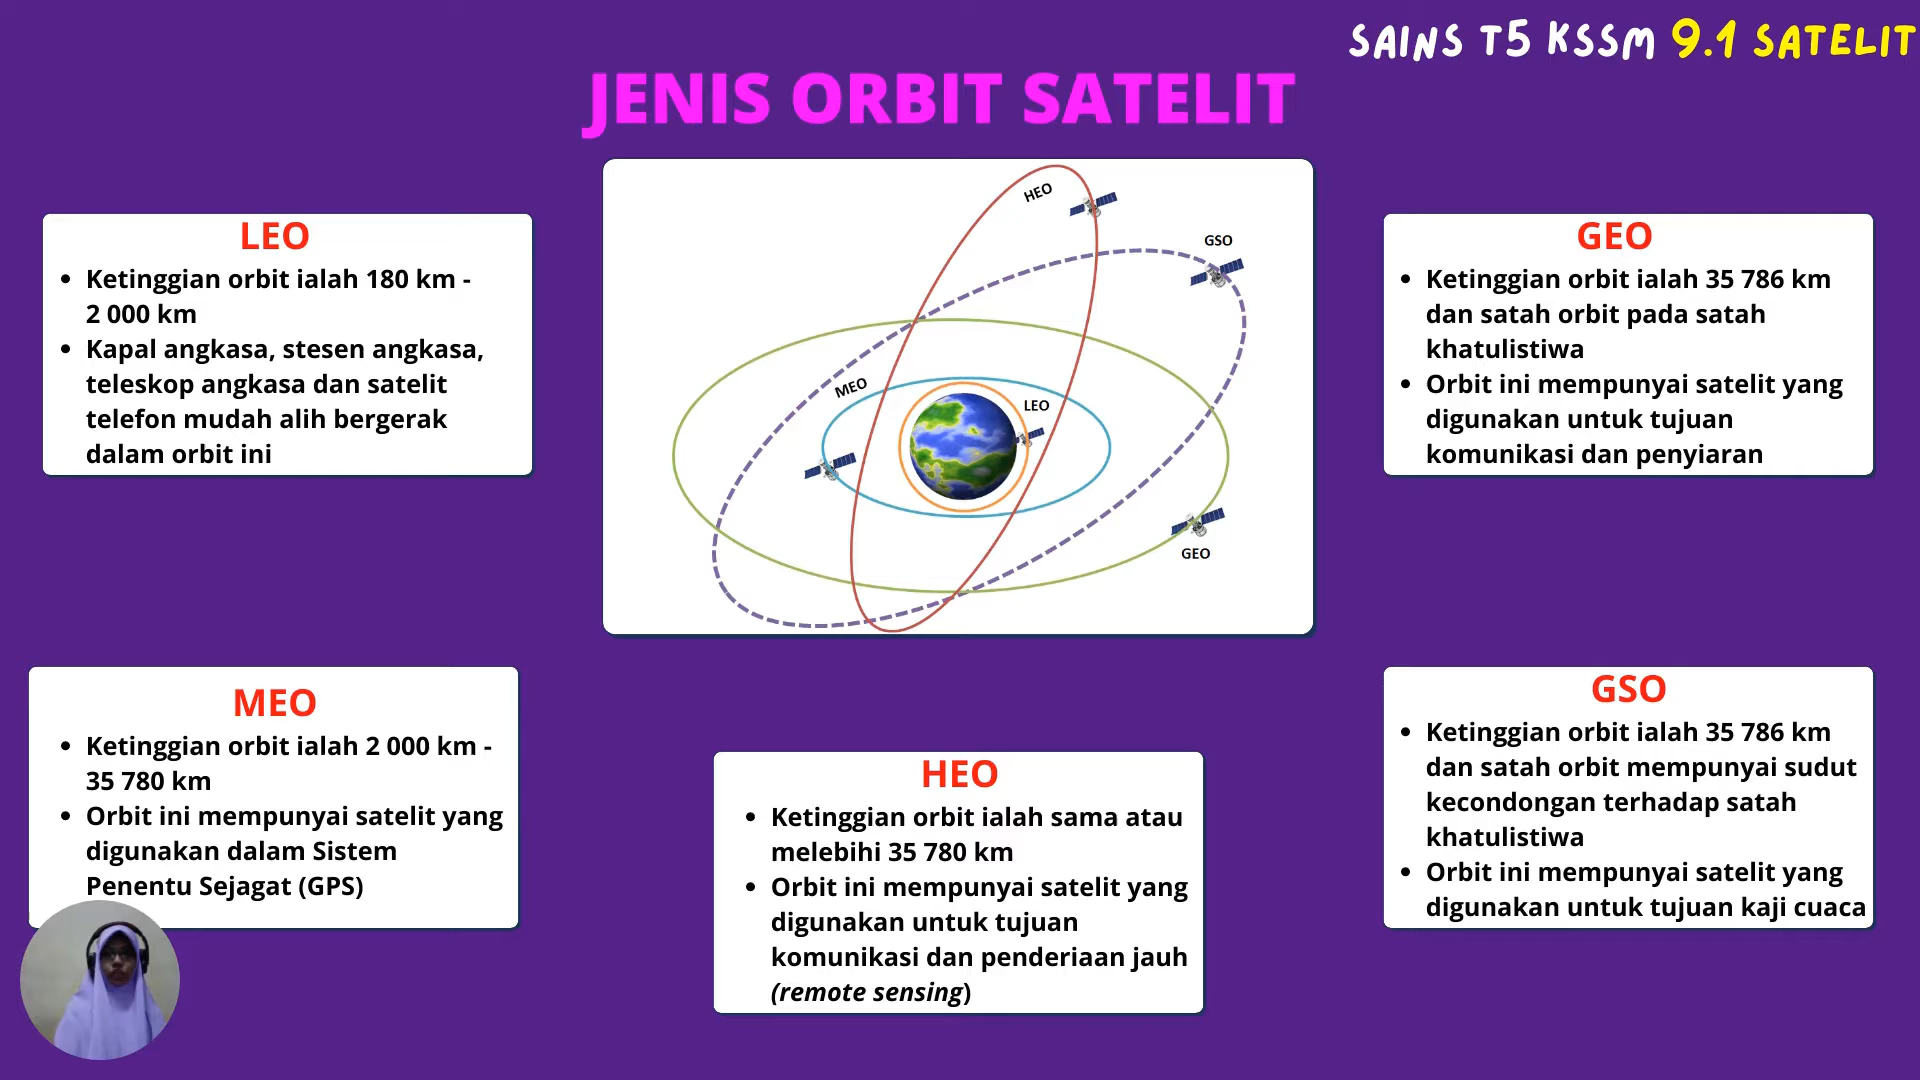 SAINS T5 KSSM 9.1 SATELIT
JENIS ORBIT SATELIT
LEO
• Ketinggian orbit ialah 180 km -
2 000 km
• Kapal angkasa, stesen angkasa,
teleskop angkasa dan satelit
telefon mudah alih bergerak
dalam orbit ini
HEO
GSO
MEO
LEO
GEO
GEO
• Ketinggian orbit ialah 35 786 km
dan satah orbit pada satah
khatulistiwa
• Orbit ini mempunyai satelit yang
digunakan untuk tujuan
komunikasi dan penyiaran
MEO
• Ketinggian orbit ialah 2 000 km -
35 780 km
• Orbit ini mempunyai satelit yang
digunakan dalam Sistem
Penentu Sejagat (GPS)
HEO
• Ketinggian orbit ialah sama atau
melebihi 35 780 km
• Orbit ini mempunyai satelit yang
digunakan untuk tujuan
komunikasi dan penderiaan jauh
(remote sensing)
GSO
• Ketinggian orbit ialah 35 786 km
dan satah orbit mempunyai sudut
kecondongan terhadap satah
khatulistiwa
• Orbit ini mempunyai satelit yang
digunakan untuk tujuan kaji cuaca